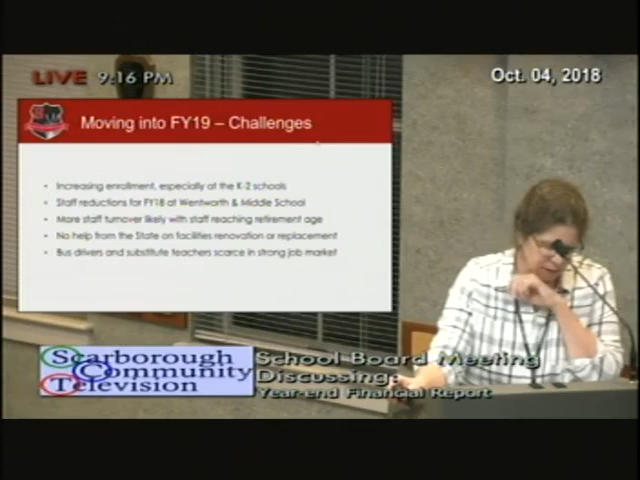 LIVE 9:16 PM
Oct. 04, 2018
Moving into FY19 – Challenges
• Increasing enrollment, especially at the K-2 schools
• Staff reductions for FY18 at Wentworth & Middle School
• More staff turnover likely with staff reaching retirement age
• No help from the State on facilities renovation or replacement
• Bus drivers and substitute teachers scarce in strong job market
Scarborough
Community
Television
School Board Meeting
Discussing:
Year-end Financial Report